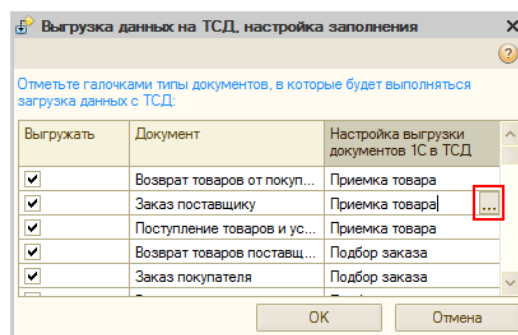 Выгрузка данных на ТСД, настройка заполнения
Отметьте галочками типы документов, в которые будет выполняться
загрузка данных с ТСД:
Выгружать Документ Настройка выгрузки
документов 1С в ТСД
Возврат товаров от покуп... Приемка товара
Заказ поставщику Приемка товара ...
Поступление товаров и ус... Приемка товара
Возврат товаров поставщ... Подбор заказа
Заказ покупателя Подбор заказа
OK Отмена